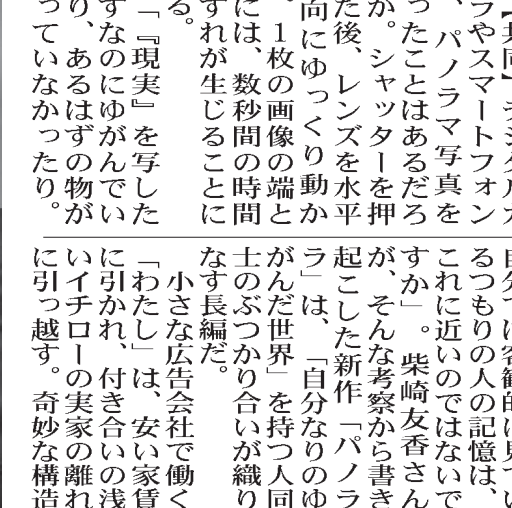 ラやスマートフォン
、パノラマ写真を
ったことはあるだろ
か。シャッターを押
た後、レンズを水平
向にゆっくり動か
。１枚の画像の端と
には、数秒間の時間
ずれが生じることに
る。
「『現実』を写した
ずなのにゆがんでい
り、あるはずの物が
っていなかったり。
自分では客観的に見てい
るつもりの人の記憶は、
これに近いのではないで
すか」。柴崎友香さん
が、そんな考察から書き
起こした新作「パノラ
ラ」は、「自分なりのゆ
がんだ世界」を持つ人同
士のぶつかり合いが織り
なす長編だ。
小さな広告会社で働く
「わたし」は、安い家賃
に引かれ、付き合いの浅
いイチローの実家の離れ
に引っ越す。奇妙な構造